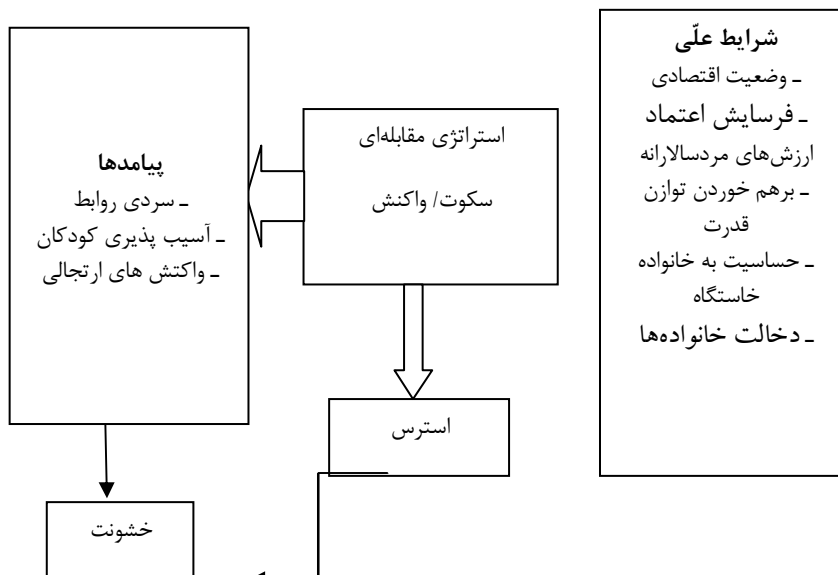 شرایط علّی
ـ وضعیت اقتصادی
ـ فرسایش اعتماد
ارزش‌های مردسالارانه
ـ برهم خوردن توازن
قدرت
ـ حساسیت به خانواده
خاستگاه
ـ دخالت خانواده‌ها
استراتژی مقابله‌ای
سکوت/ واکنش
پیامدها
ـ سردی روابط
ـ آسیب پذیری کودکان
ـ واکتش های ارتجالی
استرس
خشونت